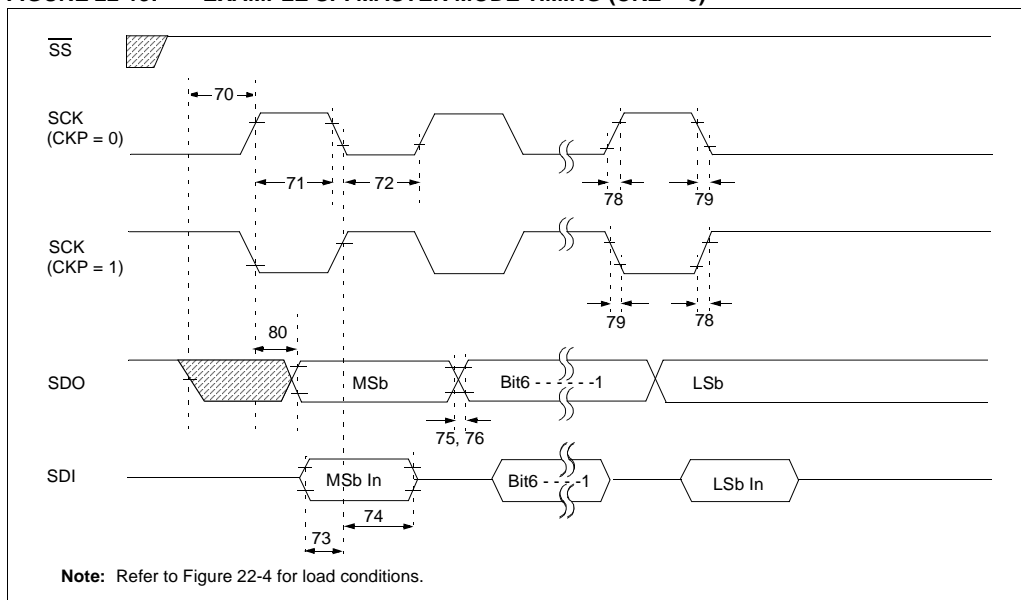 SS
70
SCK
(CKP = 0)
71
72
78
79
SCK
(CKP = 1)
79
78
80
SDO
MSb
Bit6 - - - - - -1
LSb
75, 76
SDI
MSb In
Bit6 - - - -1
LSb In
74
73
Note: Refer to Figure 22-4 for load conditions.